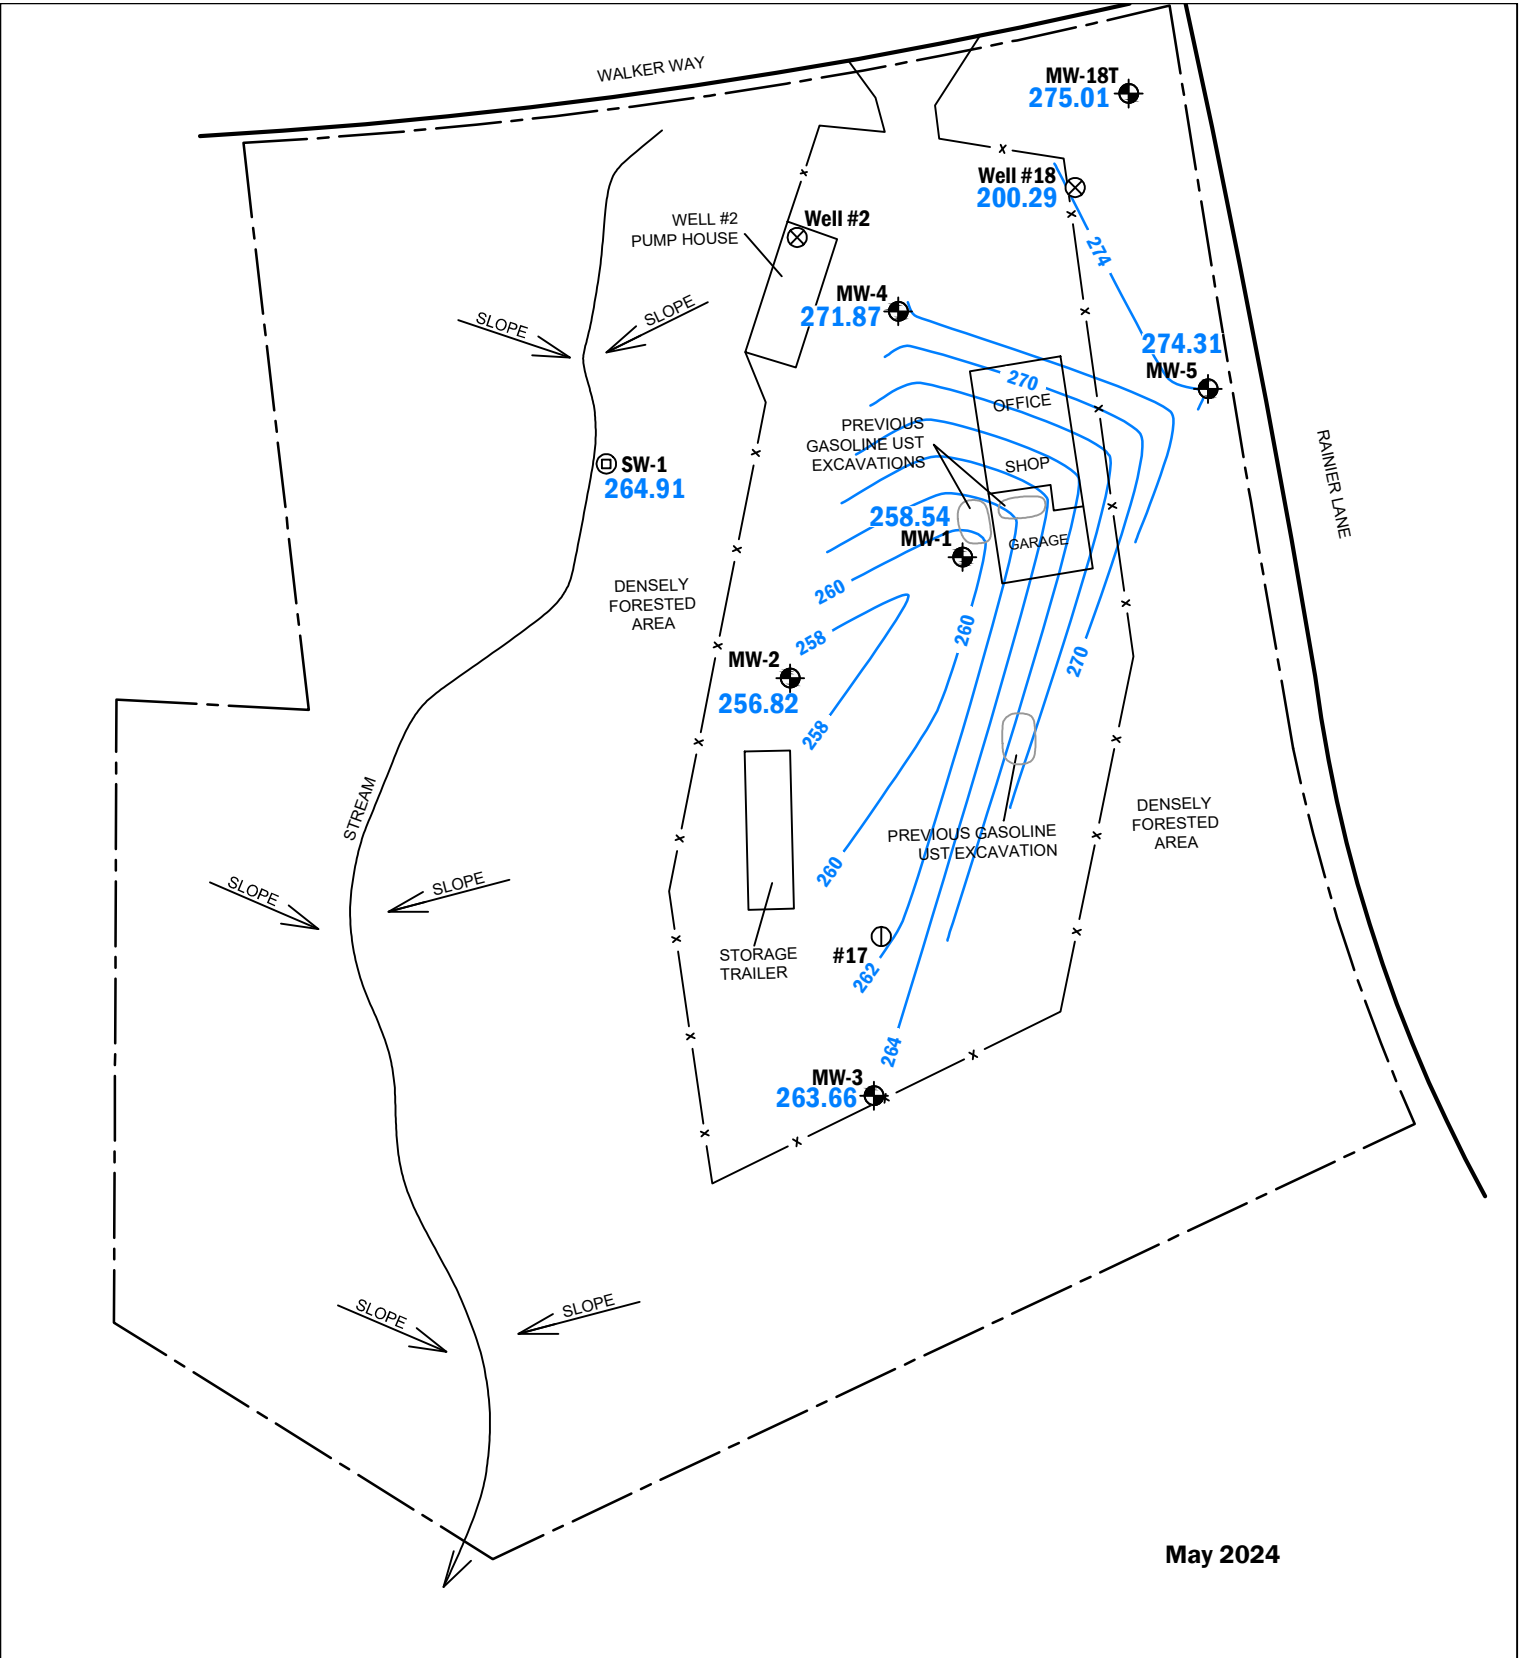 WALKER WAY
MW-18T
275.01
Well #18
200.29
WELL #2
PUMP HOUSE
Well #2
274
MW-4
271.87
SLOPE
SLOPE
274.31
MW-5
270
OFFICE
PREVIOUS
GASOLINE UST
EXCAVATIONS
SHOP
SW-1
264.91
RAINIER LANE
258.54
MW-1
GARAGE
DENSELY
FORESTED
AREA
260
258
260
270
MW-2
256.82
258
STREAM
DENSELY
FORESTED
AREA
PREVIOUS GASOLINE
UST EXCAVATION
260
SLOPE
SLOPE
STORAGE
TRAILER
#17
262
264
MW-3
263.66
SLOPE
SLOPE
May 2024